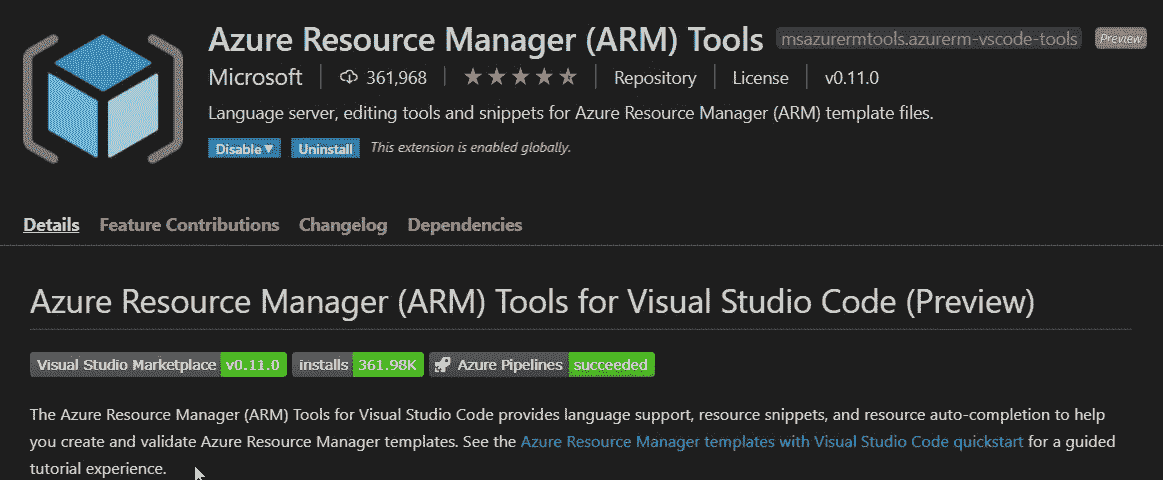 Azure Resource Manager (ARM) Tools msazurermtools.azurerm-vscode-tools Preview
Microsoft 361,968 Repository License v0.11.0
Language server, editing tools and snippets for Azure Resource Manager (ARM) template files.
Disable Uninstall This extension is enabled globally.
Details Feature Contributions Changelog Dependencies
Azure Resource Manager (ARM) Tools for Visual Studio Code (Preview)
Visual Studio Marketplace v0.11.0 installs 361.98K Azure Pipelines succeeded
The Azure Resource Manager (ARM) Tools for Visual Studio Code provides language support, resource snippets, and resource auto-completion to help
you create and validate Azure Resource Manager templates. See the Azure Resource Manager templates with Visual Studio Code quickstart for a guided
tutorial experience.